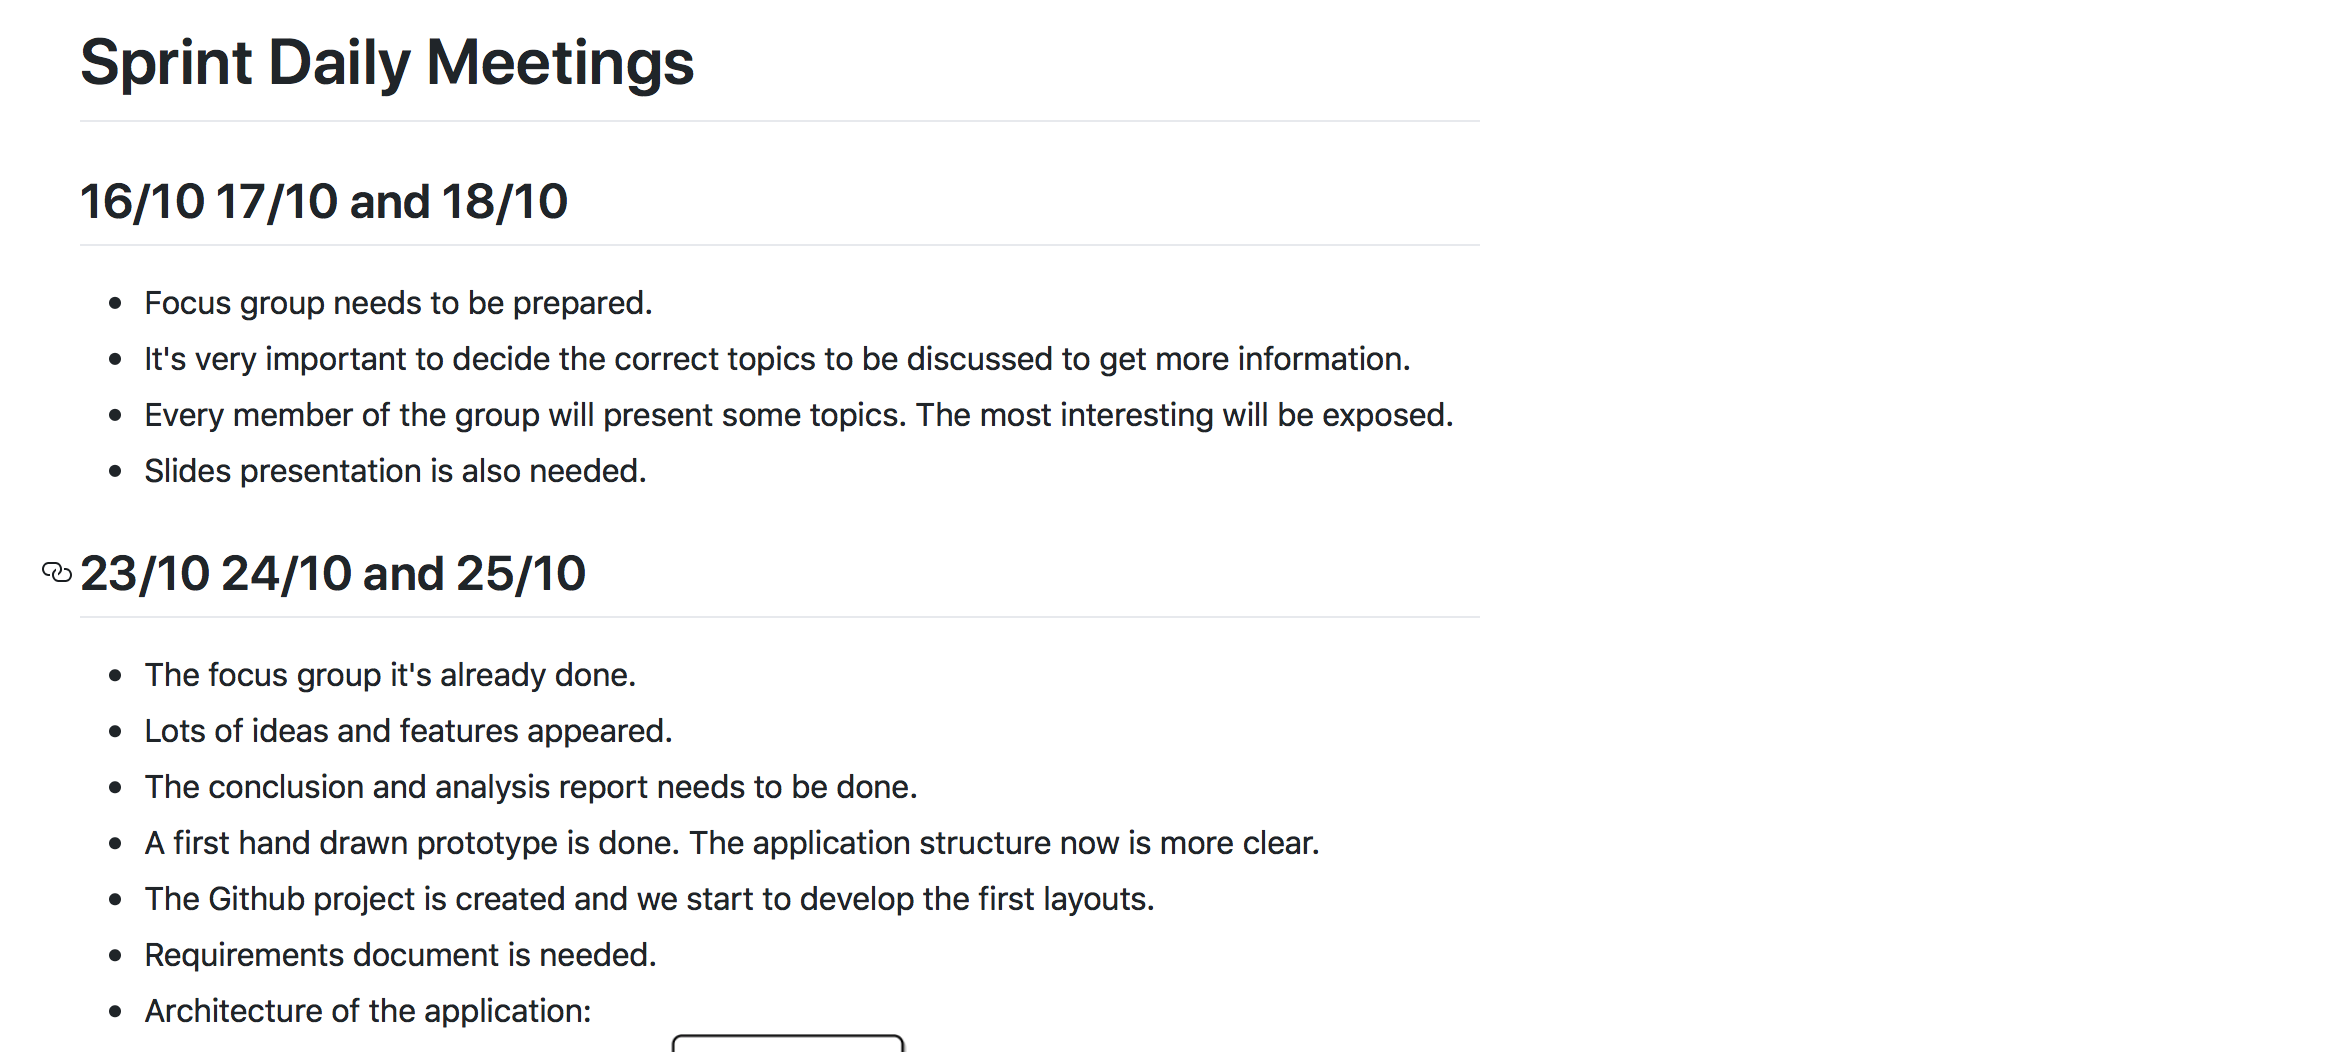 Sprint Daily Meetings
16/10 17/10 and 18/10
Focus group needs to be prepared.
It's very important to decide the correct topics to be discussed to get more information.
Every member of the group will present some topics. The most interesting will be exposed.
Slides presentation is also needed.
23/10 24/10 and 25/10
The focus group it's already done.
Lots of ideas and features appeared.
The conclusion and analysis report needs to be done.
A first hand drawn prototype is done. The application structure now is more clear.
The Github project is created and we start to develop the first layouts.
Requirements document is needed.
Architecture of the application: